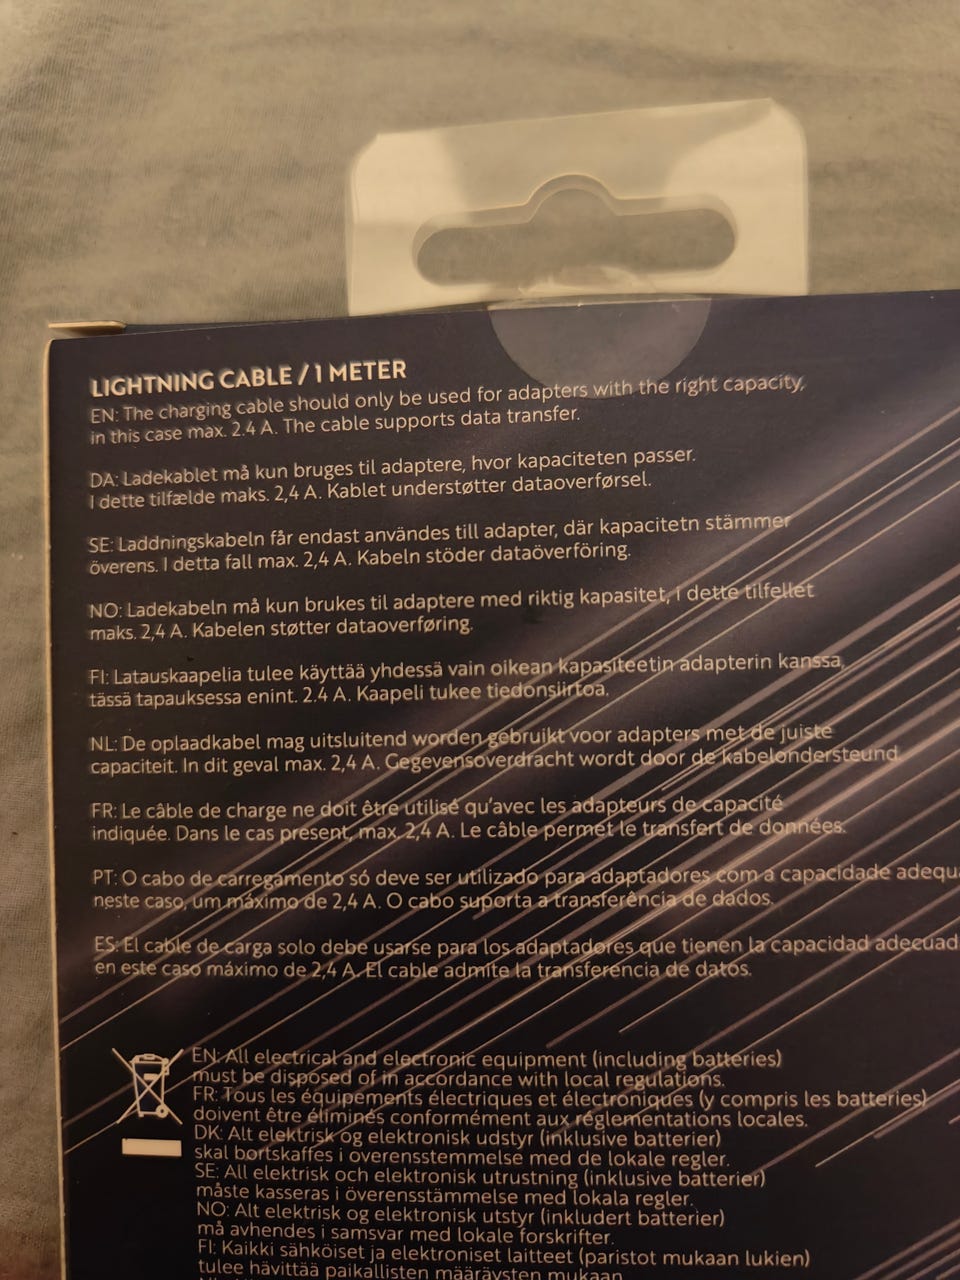 LIGHTNING CABLE / 1 METER
EN: The charging cable should only be used for adapters with the right capacity,
in this case max. 2.4 A. The cable supports data transfer.
DA: Ladekablet må kun bruges til adaptere, hvor kapaciteten passer.
I dette tilfælde maks. 2,4 A. Kablet understøtter dataoverførsel.
SE: Laddningskabeln får endast användes till adapter, där kapacitetn stämmer
överens. I detta fall max. 2,4 A. Kabeln stöder dataöverföring.
NO: Ladekabeln må kun brukes til adaptere med riktig kapasitet, i dette tilfellet
maks. 2,4 A. Kabelen støtter dataoverføring.
FI: Latauskaapelia tulee käyttää yhdessä vain oikean kapasiteetin adapterin kanssa,
tässä tapauksessa enint. 2.4 A. Kaapeli tukee tiedonsiirtoa.
NL: De oplaadkabel mag uitsluitend worden gebruikt voor adapters met de juiste
capaciteit. In dit geval max. 2,4 A. Gegevensoverdracht wordt door de kabelondersteund.
FR: Le câble de charge ne doit être utilisé qu'avec les adapteurs de capacité
indiquée. Dans le cas present, max. 2,4 A. Le câble permet le transfert de données.
PT: O cabo de carregamento só deve ser utilizado para adaptadores com a capacidade adequa
neste caso, um máximo de 2,4 A. O cabo suporta a transferência de dados.
ES: El cable de carga solo debe usarse para los adaptadores que tienen la capacidad adecuad
en este caso máximo de 2,4 A. El cable admite la transferencia de datos.
EN: All electrical and electronic equipment (including batteries)
must be disposed of in accordance with local regulations.
FR: Tous les équipements électriques et électroniques (y compris les batteries)
doivent être éliminés conformément aux réglementations locales.
DK: Alt elektrisk og elektronisk udstyr (inklusive batterier)
skal bortskaffes i overensstemmelse med de lokale regler.
SE: All elektrisk och elektronisk utrustning (inklusive batterier)
måste kasseras i överensstämmelse med lokala regler.
NO: Alt elektrisk og elektronisk utstyr (inkludert batterier)
må avhendes i samsvar med lokale forskrifter.
FI: Kaikki sähköiset ja elektroniset laitteet (paristot mukaan lukien)
tulee hävittää paikallisten määräysten mukaan.